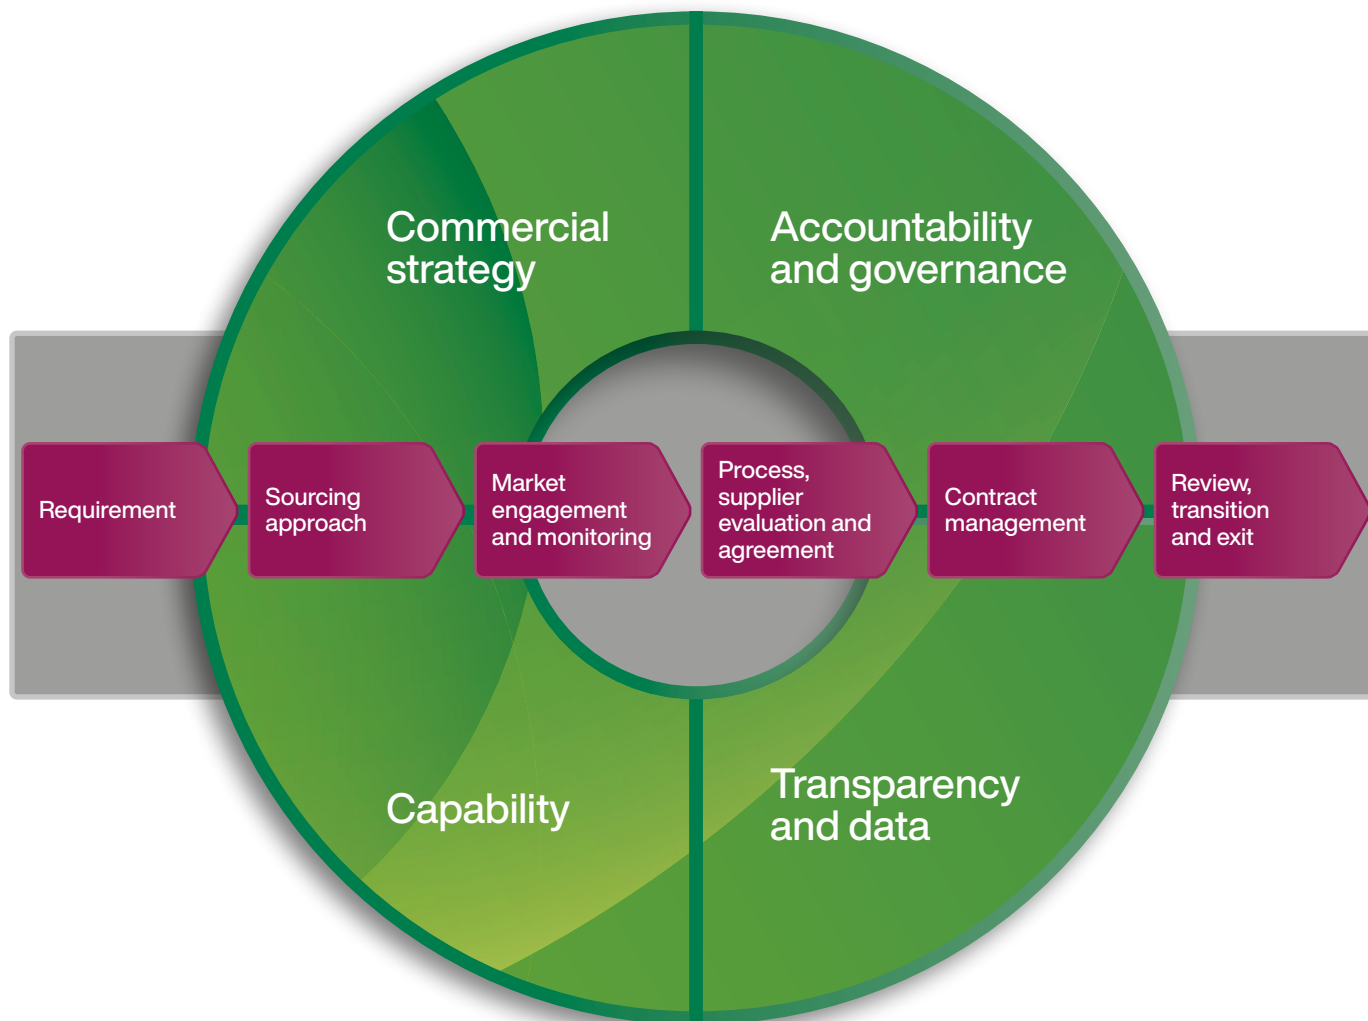 Commercial
strategy
Accountability
and governance
Requirement
Sourcing
approach
Market
engagement
and monitoring
Process,
supplier
evaluation and
agreement
Contract
management
Review,
transition
and exit
Capability
Transparency
and data